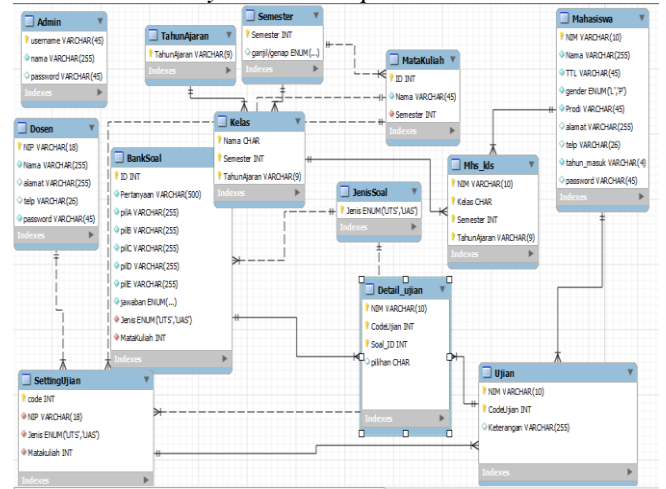 Admin
username VARCHAR(45)
nama VARCHAR(255)
password VARCHAR(45)
Indexes
TahunAjaran
TahunAjaran VARCHAR(9)
Indexes
Semester
Semester INT
ganjil/genap ENUM(...)
Indexes
MataKuliah
ID INT
Nama VARCHAR(45)
Semester INT
Indexes
Mahasiswa
NIM VARCHAR(10)
Nama VARCHAR(255)
TTL VARCHAR(45)
gender ENUM('L','P')
Prodi VARCHAR(45)
alamat VARCHAR(255)
telp VARCHAR(26)
tahun_masuk VARCHAR(4)
password VARCHAR(45)
Indexes
Dosen
NIP VARCHAR(18)
Nama VARCHAR(255)
alamat VARCHAR(255)
telp VARCHAR(26)
password VARCHAR(45)
Indexes
BankSoal
ID INT
Pertanyaan VARCHAR(500)
pilA VARCHAR(255)
pilB VARCHAR(255)
pilC VARCHAR(255)
pilD VARCHAR(255)
pilE VARCHAR(255)
jawaban ENUM(...)
Jenis ENUM('UTS','UAS')
MataKuliah INT
Indexes
Kelas
Nama CHAR
Semester INT
TahunAjaran VARCHAR(9)
Indexes
JenisSoal
Jenis ENUM('UTS','UAS')
Indexes
Mhs_kls
NIM VARCHAR(10)
Kelas CHAR
Semester INT
TahunAjaran VARCHAR(9)
Indexes
Detail_ujian
NIM VARCHAR(10)
CodeUjian INT
Soal_ID INT
pilihan CHAR
Indexes
SettingUjian
code INT
NIP VARCHAR(18)
Jenis ENUM('UTS','UAS')
Matakuliah INT
Indexes
Ujian
NIM VARCHAR(10)
CodeUjian INT
Keterangan VARCHAR(255)
Indexes